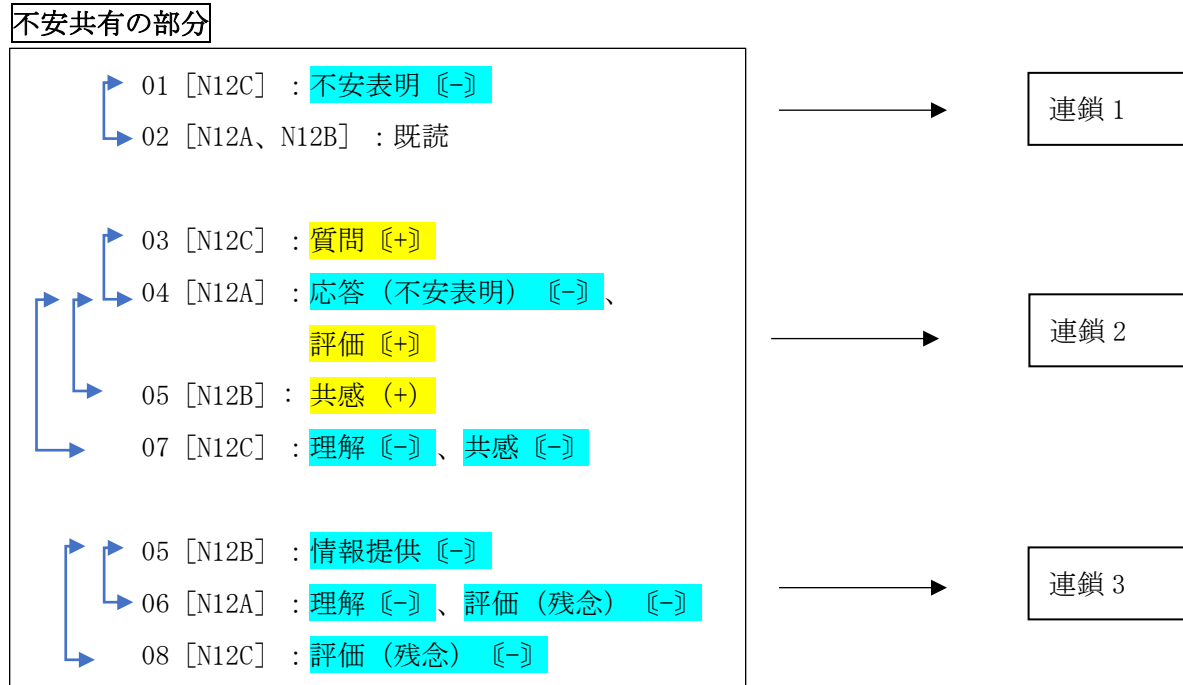 不安共有の部分
01［N12C］：不安表明〔-〕
02［N12A、N12B］：既読
連鎖 1
03［N12C］：質問〔+〕
04［N12A］：応答（不安表明）〔-〕、
評価〔+〕
05［N12B］：共感（+）
07［N12C］：理解〔-〕、共感〔-〕
連鎖 2
05［N12B］：情報提供〔-〕
06［N12A］：理解〔-〕、評価（残念）〔-〕
08［N12C］：評価（残念）〔-〕
連鎖 3